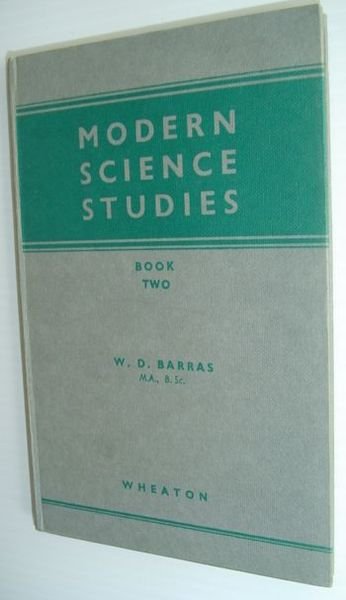 MODERN
SCIENCE
STUDIES
BOOK
TWO
W. D. BARRAS
M.A., B.Sc.
WHEATON